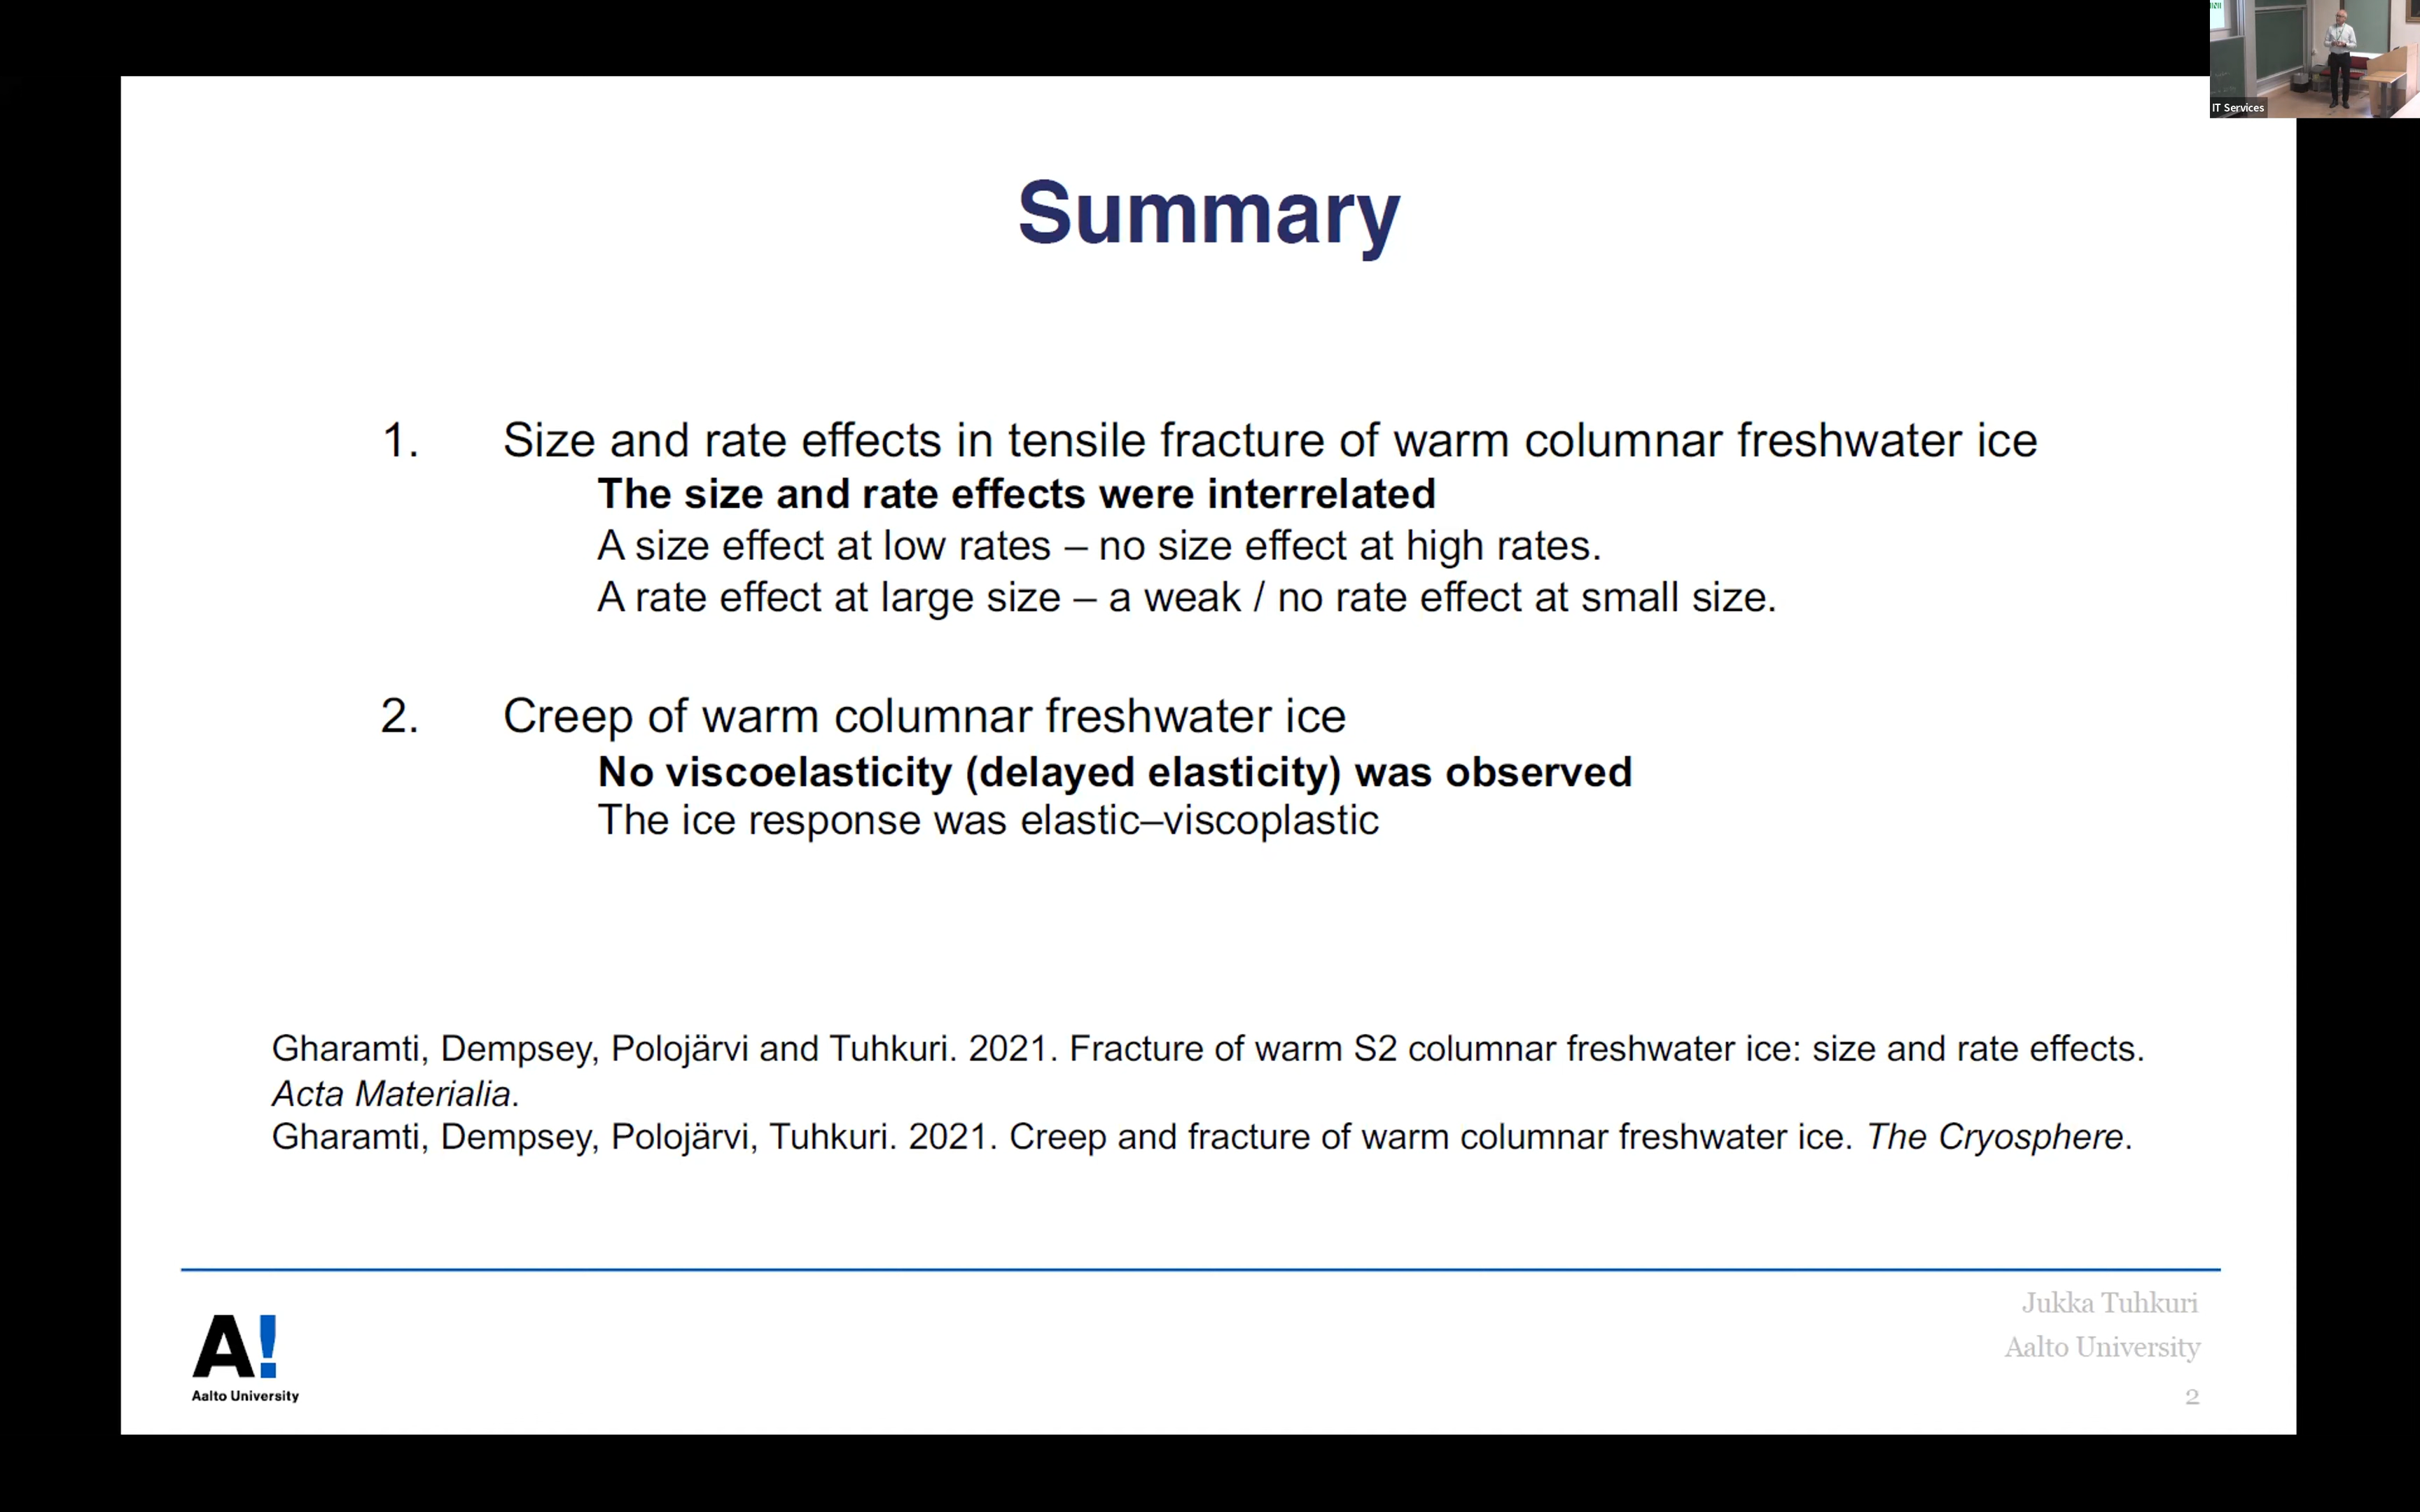 IT Services
Summary
1. Size and rate effects in tensile fracture of warm columnar freshwater ice
The size and rate effects were interrelated
A size effect at low rates – no size effect at high rates.
A rate effect at large size – a weak / no rate effect at small size.
2. Creep of warm columnar freshwater ice
No viscoelasticity (delayed elasticity) was observed
The ice response was elastic–viscoplastic
Gharamti, Dempsey, Polojärvi and Tuhkuri. 2021. Fracture of warm S2 columnar freshwater ice: size and rate effects.
Acta Materialia.
Gharamti, Dempsey, Polojärvi, Tuhkuri. 2021. Creep and fracture of warm columnar freshwater ice. The Cryosphere.
A!
Aalto University
Jukka Tuhkuri
Aalto University
2